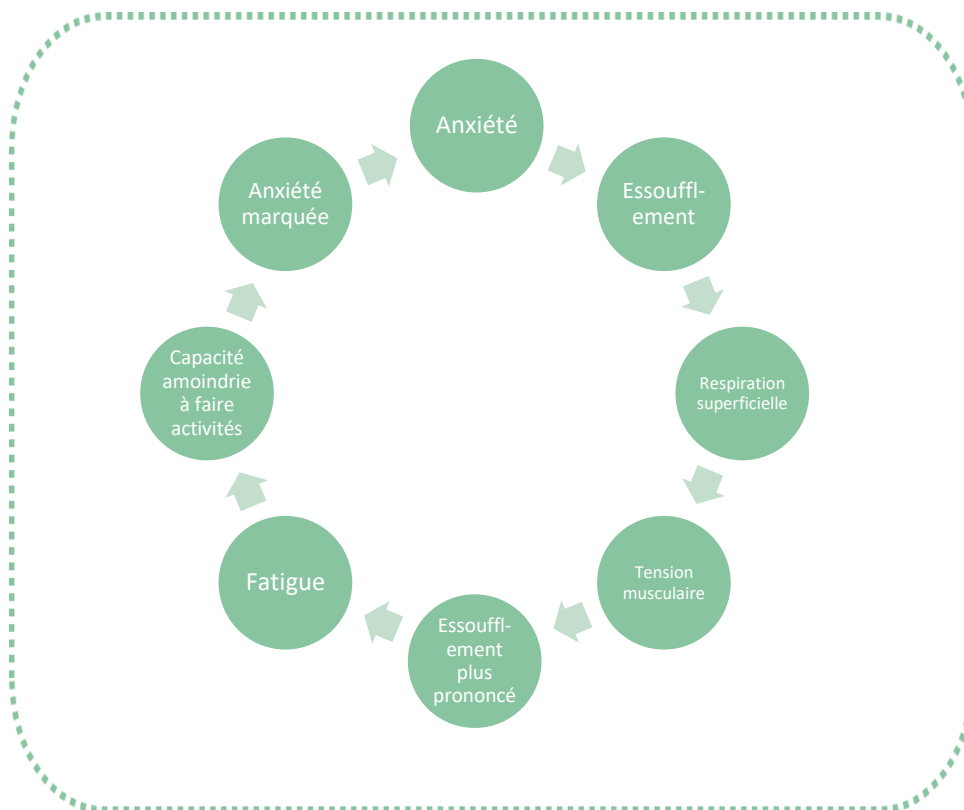 Anxiété
Essouffl-
ement
Respiration
superficielle
Tension
musculaire
Essouffl-
ement
plus
prononcé
Fatigue
Capacité
amoindrie
à faire
activités
Anxiété
marquée